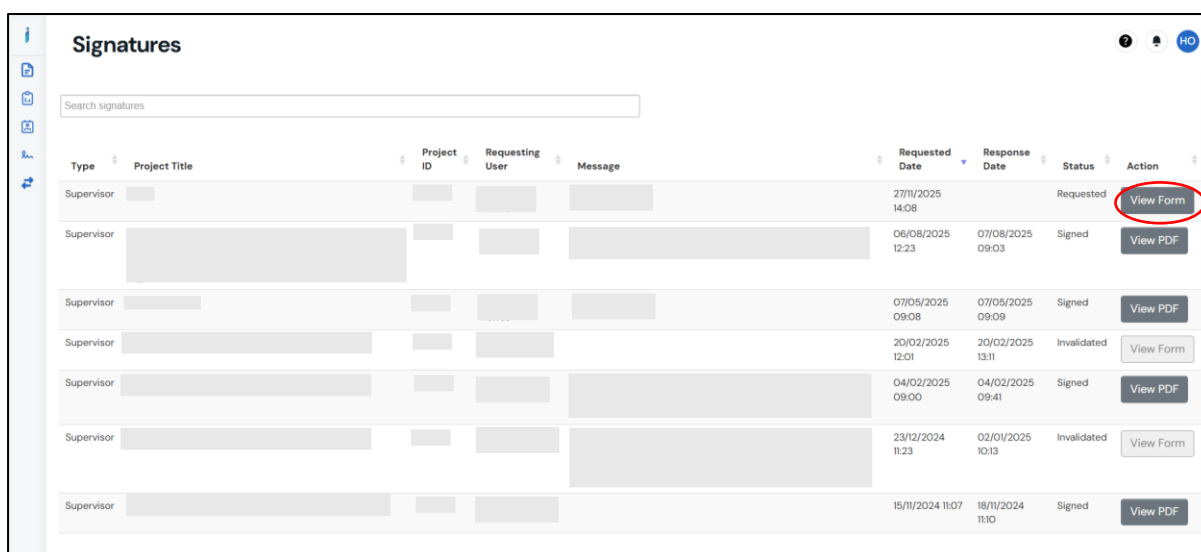 Signatures
HO
Search signatures
Type Project Title Project ID Requesting User Message Requested Date Response Date Status Action
Supervisor 27/11/2025 14:08 Requested View Form
Supervisor 06/08/2025 12:23 07/08/2025 09:03 Signed View PDF
Supervisor 07/05/2025 09:08 07/05/2025 09:09 Signed View PDF
Supervisor 20/02/2025 12:01 20/02/2025 13:11 Invalidated View Form
Supervisor 04/02/2025 09:00 04/02/2025 09:41 Signed View PDF
Supervisor 23/12/2024 11:23 02/01/2025 10:13 Invalidated View Form
Supervisor 15/11/2024 11:07 18/11/2024 11:10 Signed View PDF